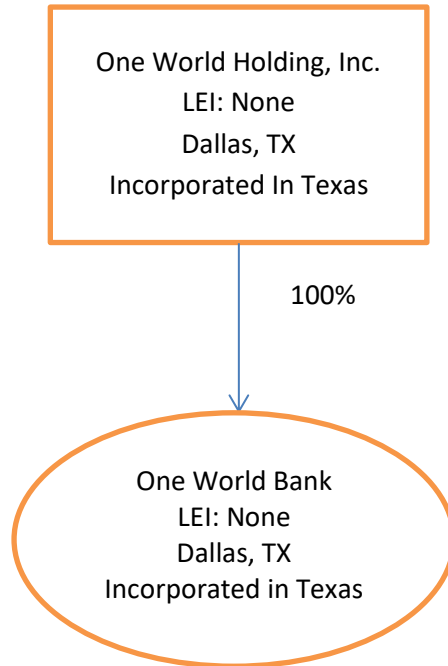 One World Holding, Inc.
LEI: None
Dallas, TX
Incorporated In Texas
100%
One World Bank
LEI: None
Dallas, TX
Incorporated in Texas